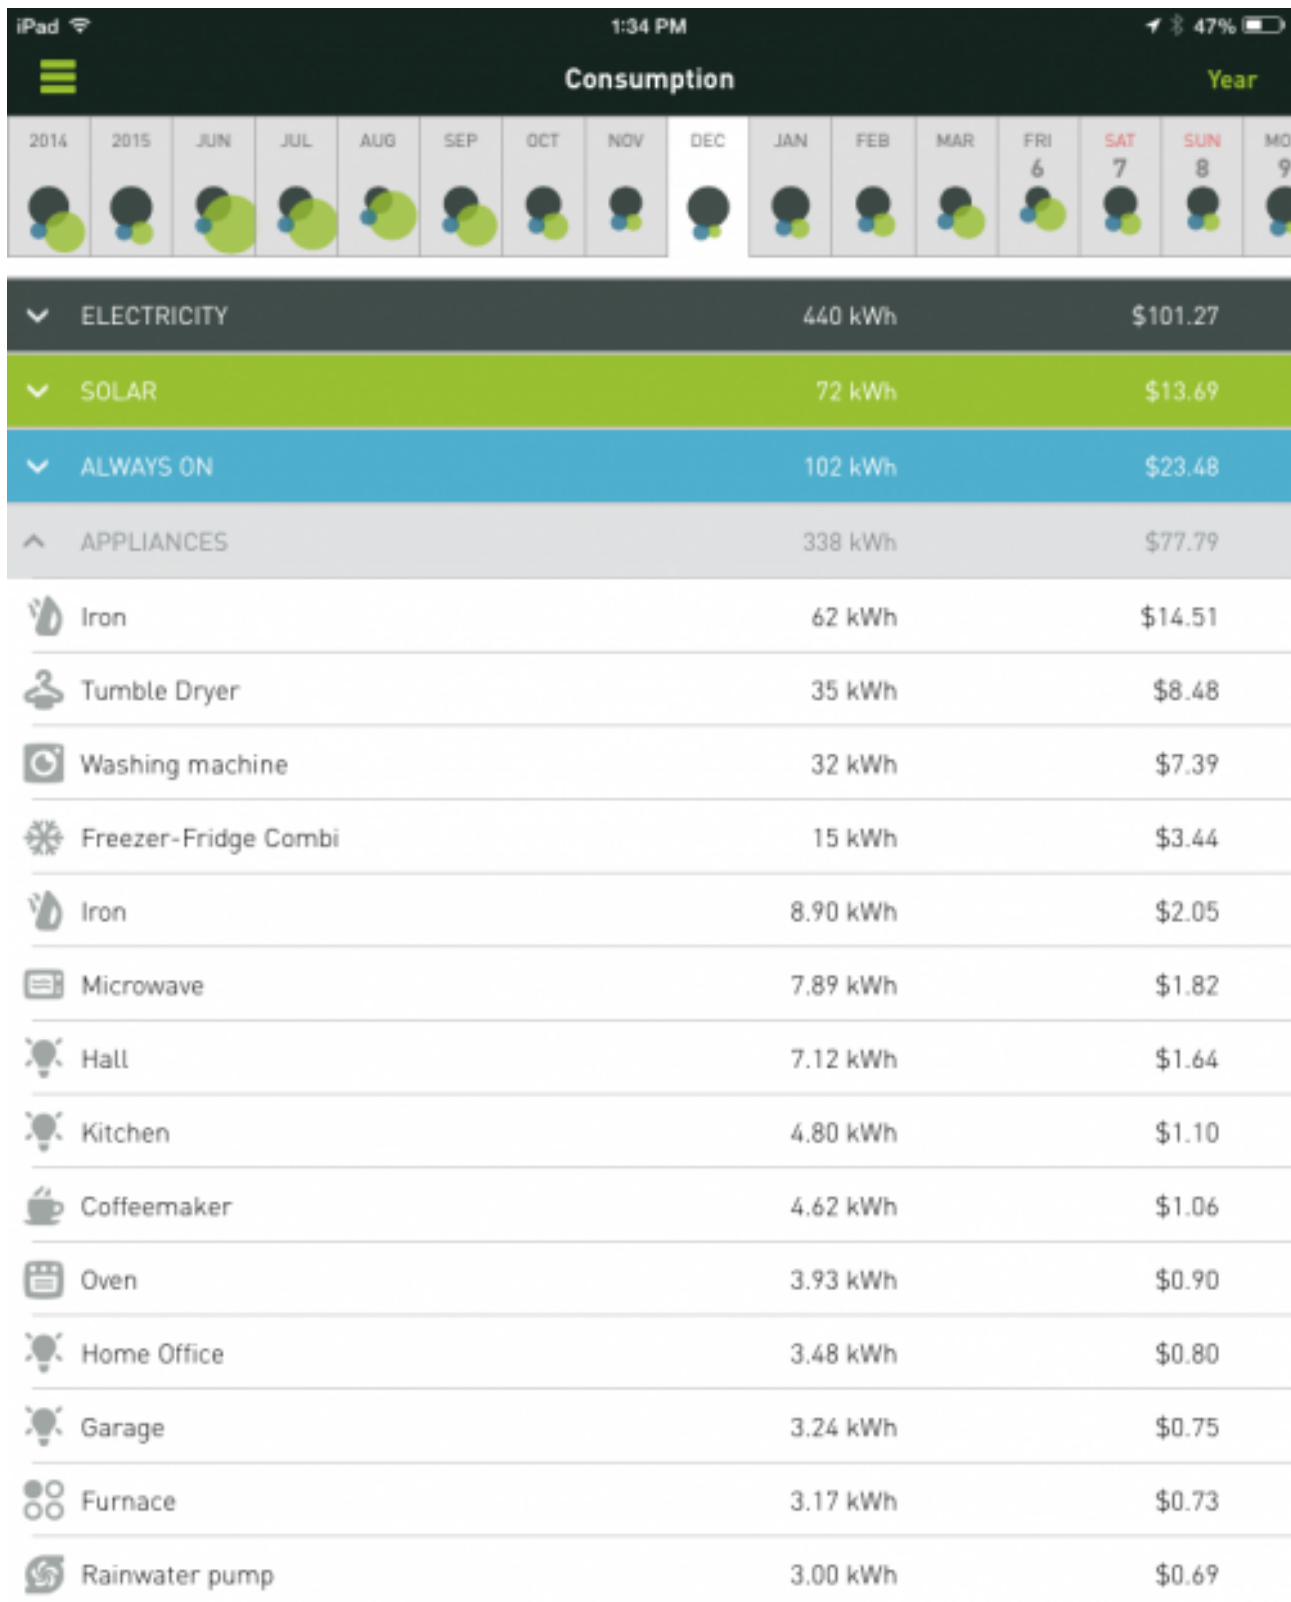 iPad 1:34 PM 47%
Consumption Year
2014 2015 JUN JUL AUG SEP OCT NOV DEC JAN FEB MAR FRI SAT SUN MO
6 7 8 9
ELECTRICITY 440 kWh $101.27
SOLAR 72 kWh $13.69
ALWAYS ON 102 kWh $23.48
APPLIANCES 338 kWh $77.79
Iron 62 kWh $14.51
Tumble Dryer 35 kWh $8.48
Washing machine 32 kWh $7.39
Freezer-Fridge Combi 15 kWh $3.44
Iron 8.90 kWh $2.05
Microwave 7.89 kWh $1.82
Hall 7.12 kWh $1.64
Kitchen 4.80 kWh $1.10
Coffeemaker 4.62 kWh $1.06
Oven 3.93 kWh $0.90
Home Office 3.48 kWh $0.80
Garage 3.24 kWh $0.75
Furnace 3.17 kWh $0.73
Rainwater pump 3.00 kWh $0.69